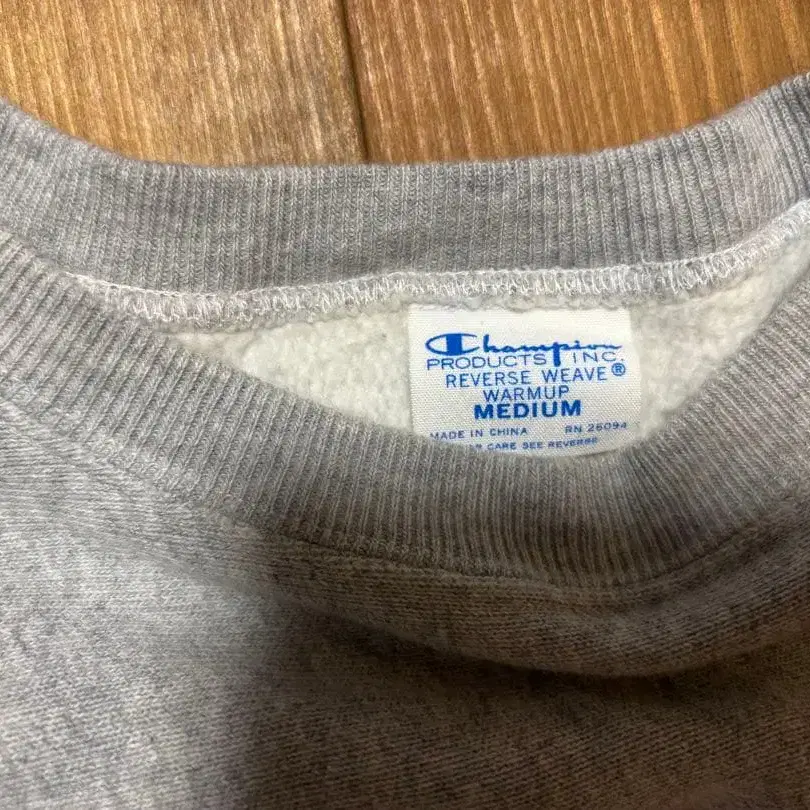 Champion
PRODUCTS INC.
REVERSE WEAVE®
WARMUP
MEDIUM
MADE IN CHINA RN 26094
CARE SEE REVERSE